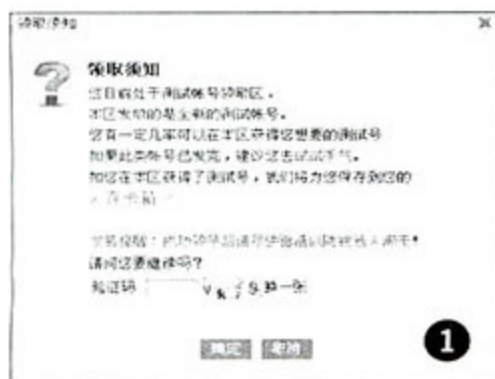 领取须知
领取须知
您目前处于测试帐号领取区。
本区发放的是全新的测试帐号。
您有一定几率可以在本区获得您想要的测试号
如果此类帐号已发完，建议您去试试手气。
如您在本区获得了测试号，我们将为您保存到您的
请问您要继续吗？
验证码
换一张
确定 取消
1